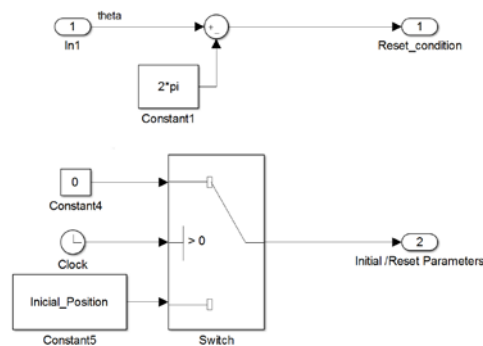 theta
1
In1
+
-
1
Reset_condition
2*pi
Constant1
0
Constant4
> 0
Clock
2
Initial /Reset Parameters
Inicial_Position
Constant5
Switch